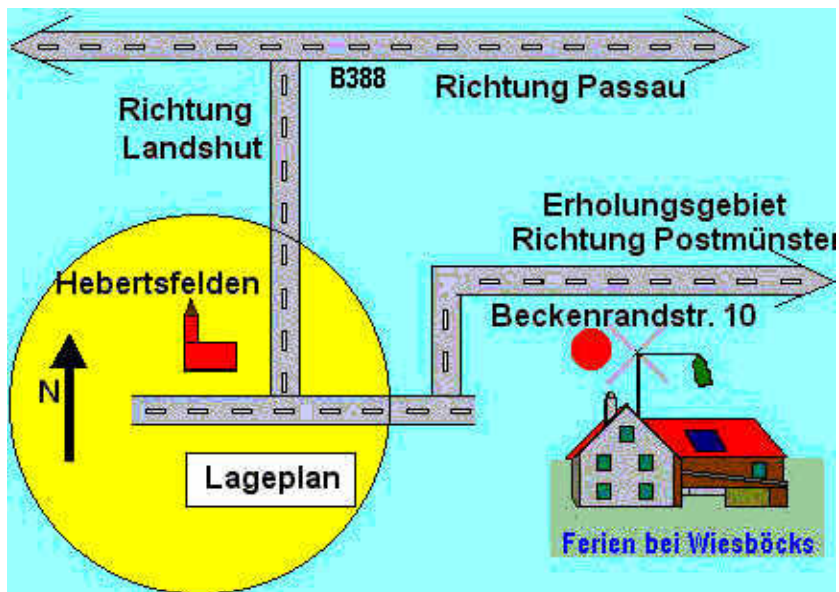 B388
Richtung Passau
Richtung
Landshut
Erholungsgebiet
Richtung Postmünster
Hebertsfelden
Beckenrandstr. 10
N
Lageplan
Ferien bei Wiesböcks